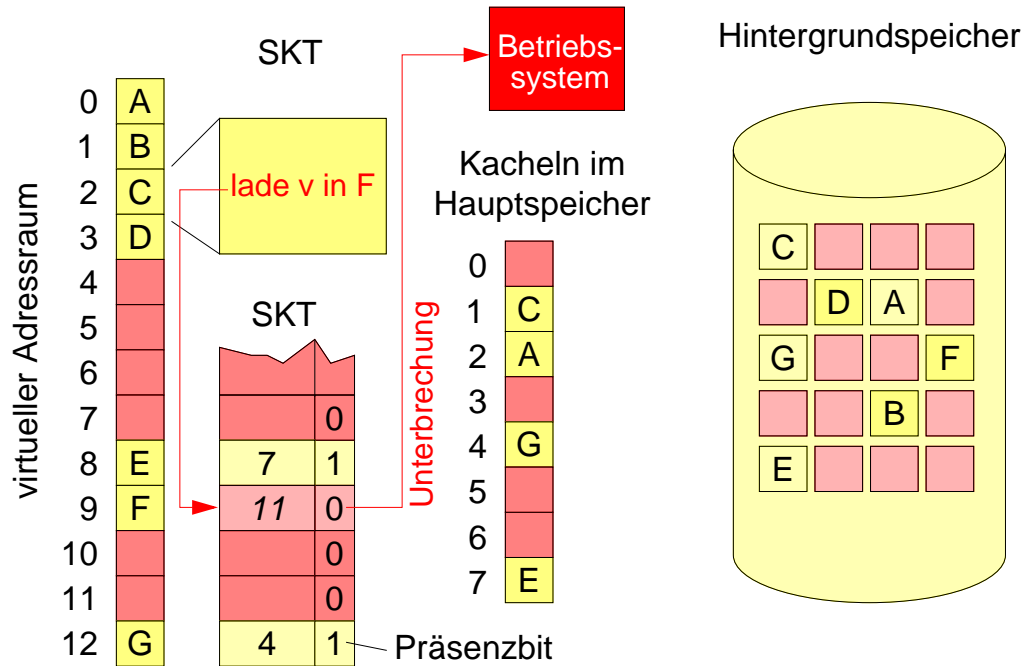 SKT
Betriebs-
system
Hintergrundspeicher
virtueller Adressraum
0 A
1 B
2 C
3 D
4
5
6
7
8 E
9 F
10
11
12 G
lade v in F
SKT
0
7 1
11 0
0
0
4 1
Präsenzbit
Unterbrechung
Kacheln im
Hauptspeicher
0
1 C
2 A
3
4 G
5
6
7 E
C
D A
G F
B
E